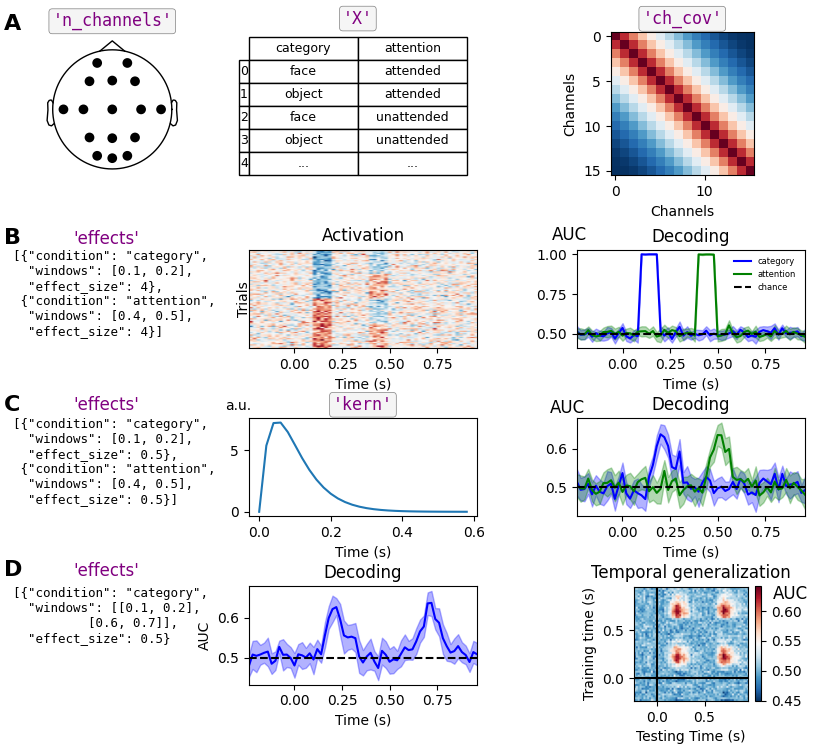 A
'n_channels'
'X'
'ch_cov'
category attention
0 face attended
1 object attended
2 face unattended
3 object unattended
4 ... ...
Channels
0
5
10
15
0 10
Channels
B
'effects'
[{"condition": "category",
"windows": [0.1, 0.2],
"effect_size": 4},
{"condition": "attention",
"windows": [0.4, 0.5],
"effect_size": 4}]
Activation
Trials
0.00 0.25 0.50 0.75
Time (s)
AUC
Decoding
1.00
0.75
0.50
category
attention
chance
0.00 0.25 0.50 0.75
Time (s)
C
'effects'
[{"condition": "category",
"windows": [0.1, 0.2],
"effect_size": 0.5},
{"condition": "attention",
"windows": [0.4, 0.5],
"effect_size": 0.5}]
a.u.
'kern'
5
0
0.0 0.2 0.4 0.6
Time (s)
AUC
Decoding
0.6
0.5
0.00 0.25 0.50 0.75
Time (s)
D
'effects'
[{"condition": "category",
"windows": [[0.1, 0.2],
[0.6, 0.7]],
"effect_size": 0.5}
Decoding
AUC
0.6
0.5
0.00 0.25 0.50 0.75
Time (s)
Temporal generalization
Training time (s)
0.5
0.0
0.0 0.5
Testing Time (s)
AUC
0.60
0.55
0.50
0.45